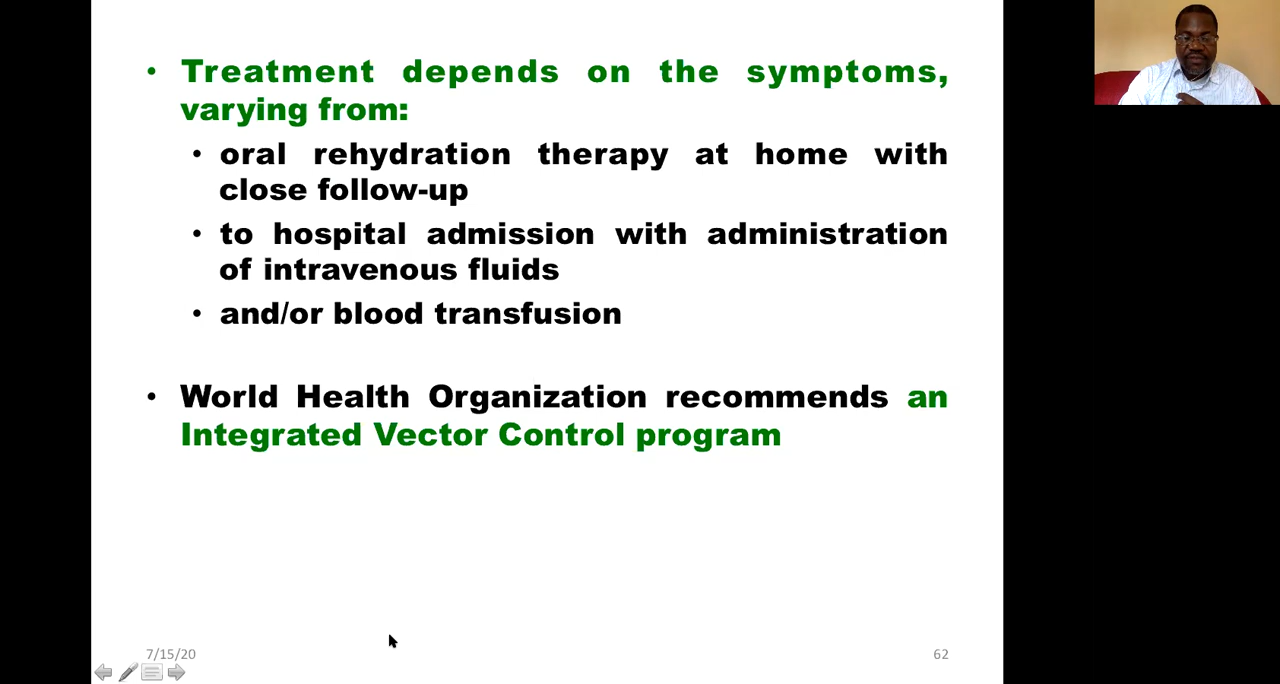 • Treatment depends on the symptoms,
varying from:
• oral rehydration therapy at home with
close follow-up
• to hospital admission with administration
of intravenous fluids
• and/or blood transfusion
• World Health Organization recommends an
Integrated Vector Control program
7/15/20
62